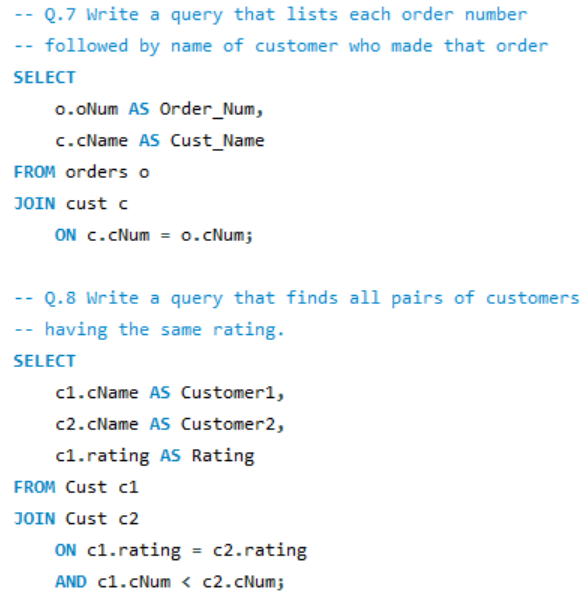 -- Q.7 Write a query that lists each order number
-- followed by name of customer who made that order
SELECT
    o.oNum AS Order_Num,
    c.cName AS Cust_Name
FROM orders o
JOIN cust c
    ON c.cNum = o.cNum;

-- Q.8 Write a query that finds all pairs of customers
-- having the same rating.
SELECT
    c1.cName AS Customer1,
    c2.cName AS Customer2,
    c1.rating AS Rating
FROM Cust c1
JOIN Cust c2
    ON c1.rating = c2.rating
    AND c1.cNum < c2.cNum;